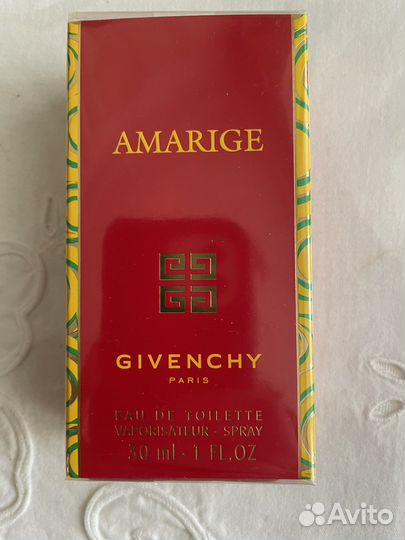 AMARIGE
GIVENCHY
PARIS
EAU DE TOILETTE
VAPORISATEUR - SPRAY
30 ml - 1 FL.OZ
Avito